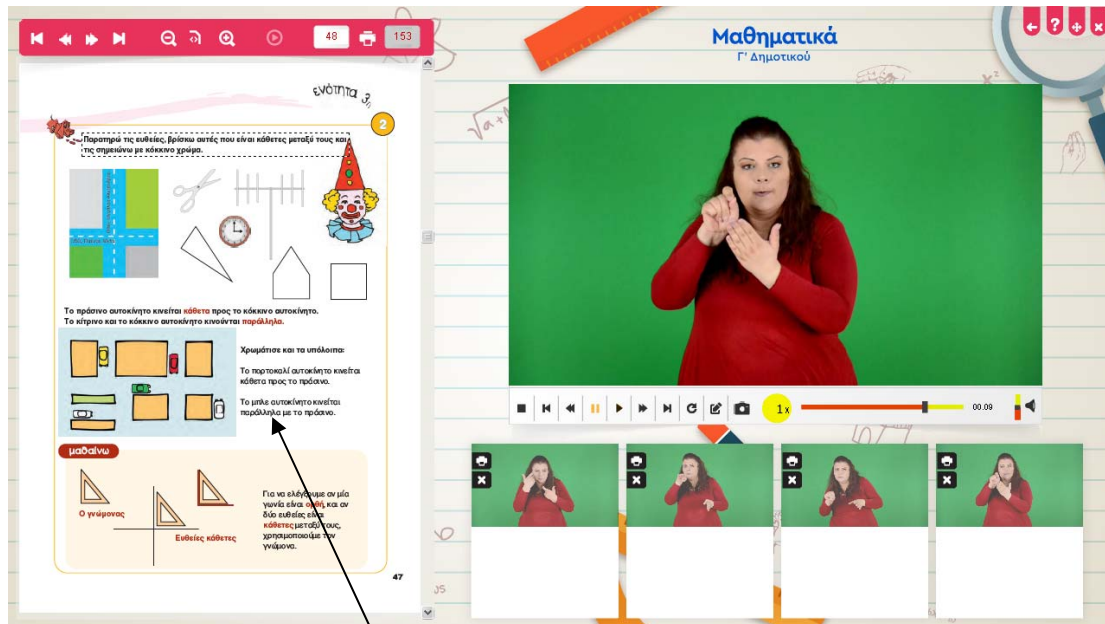 48
153
Μαθηματικά
Γ' Δημοτικού
ενότητα 3η
2
Παρατηρώ τις ευθείες, βρίσκω αυτές που είναι κάθετες μεταξύ τους και
τις σημειώνω με κόκκινο χρώμα.
Το πράσινο αυτοκίνητο κινείται κάθετα προς το κόκκινο αυτοκίνητο.
Το κίτρινο και το κόκκινο αυτοκίνητο κινούνται παράλληλα.
Χρωμάτισε και τα υπόλοιπα:
Το πορτοκαλί αυτοκίνητο κινείται
κάθετα προς το πράσινο.
Το μπλε αυτοκίνητο κινείται
παράλληλα με το πράσινο.
μαθαίνω
Ο γνώμονας
Ευθείες κάθετες
Για να ελέγξουμε αν μία
γωνία είναι ορθή, και αν
δύο ευθείες είναι
κάθετες μεταξύ τους,
χρησιμοποιούμε τον
γνώμονα.
47
1x
00.09